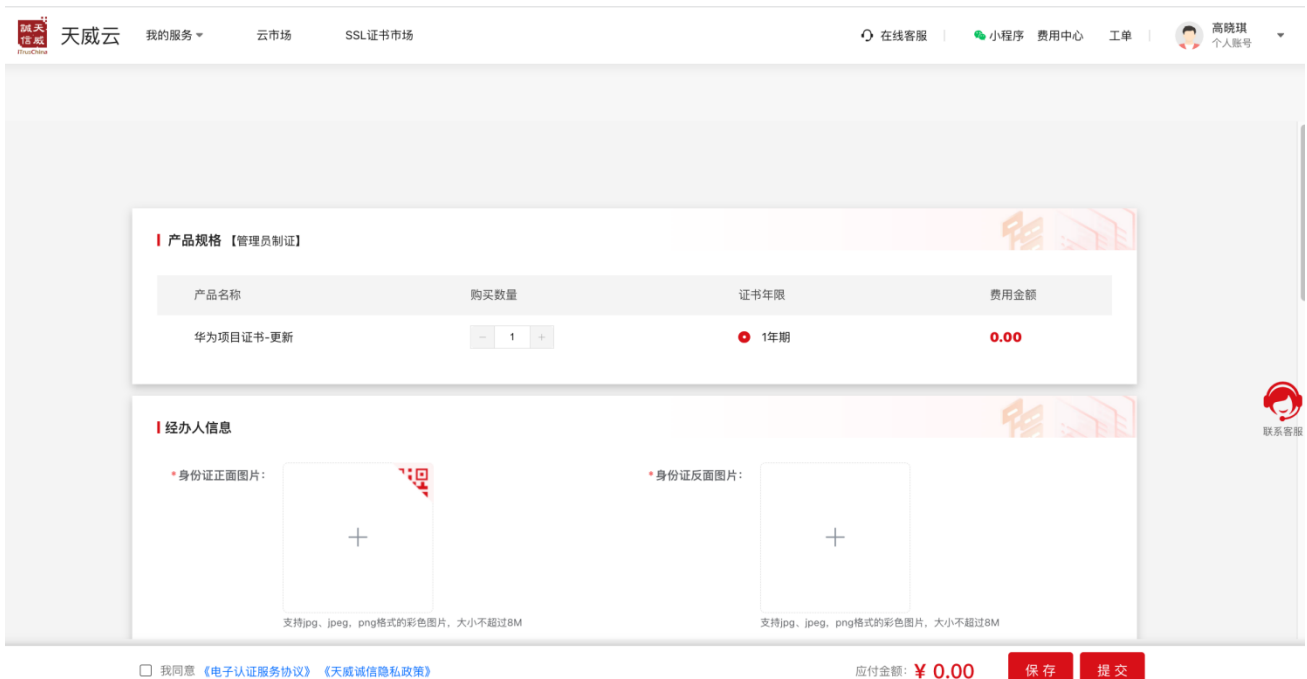 誠天
信威
iTrusChina
天威云 我的服务 云市场 SSL证书市场 在线客服 小程序 费用中心 工单 高晓琪
个人账号
产品规格 【管理员制证】
产品名称 购买数量 证书年限 费用金额
华为项目证书-更新 － 1 + 1年期 0.00
联系客服
经办人信息
*身份证正面图片： *身份证反面图片：
支持jpg、jpeg，png格式的彩色图片，大小不超过8M 支持jpg、jpeg，png格式的彩色图片，大小不超过8M
我同意 《电子认证服务协议》 《天威诚信隐私政策》 应付金额: ¥ 0.00 保存 提交